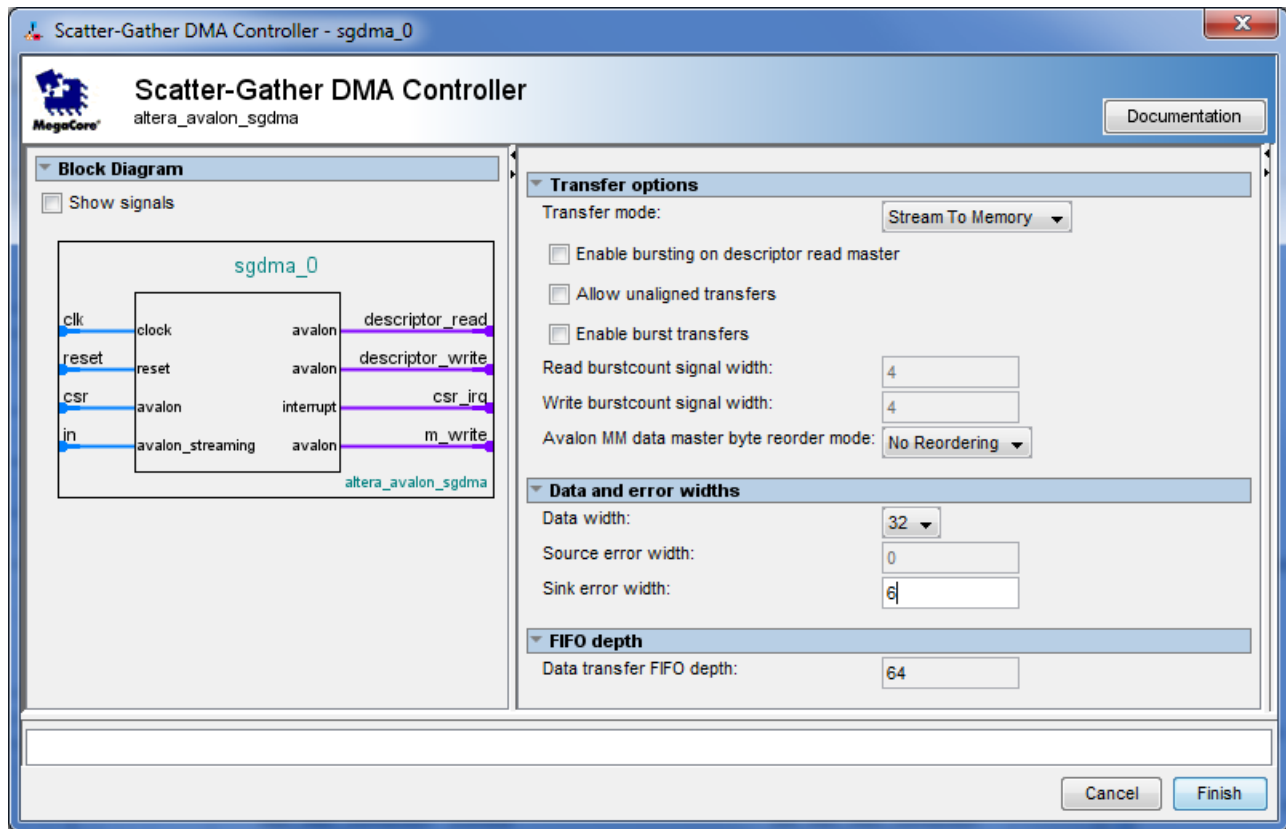 Scatter-Gather DMA Controller - sgdma_0
Scatter-Gather DMA Controller
altera_avalon_sgdma
MegaCore®
Documentation
Block Diagram
Show signals
sgdma_0
clk
clock
avalon
descriptor_read
reset
reset
avalon
descriptor_write
csr
avalon
interrupt
csr_irq
in
avalon_streaming
avalon
m_write
altera_avalon_sgdma
Transfer options
Transfer mode: Stream To Memory
Enable bursting on descriptor read master
Allow unaligned transfers
Enable burst transfers
Read burstcount signal width: 4
Write burstcount signal width: 4
Avalon MM data master byte reorder mode: No Reordering
Data and error widths
Data width: 32
Source error width: 0
Sink error width: 6
FIFO depth
Data transfer FIFO depth: 64
Cancel Finish